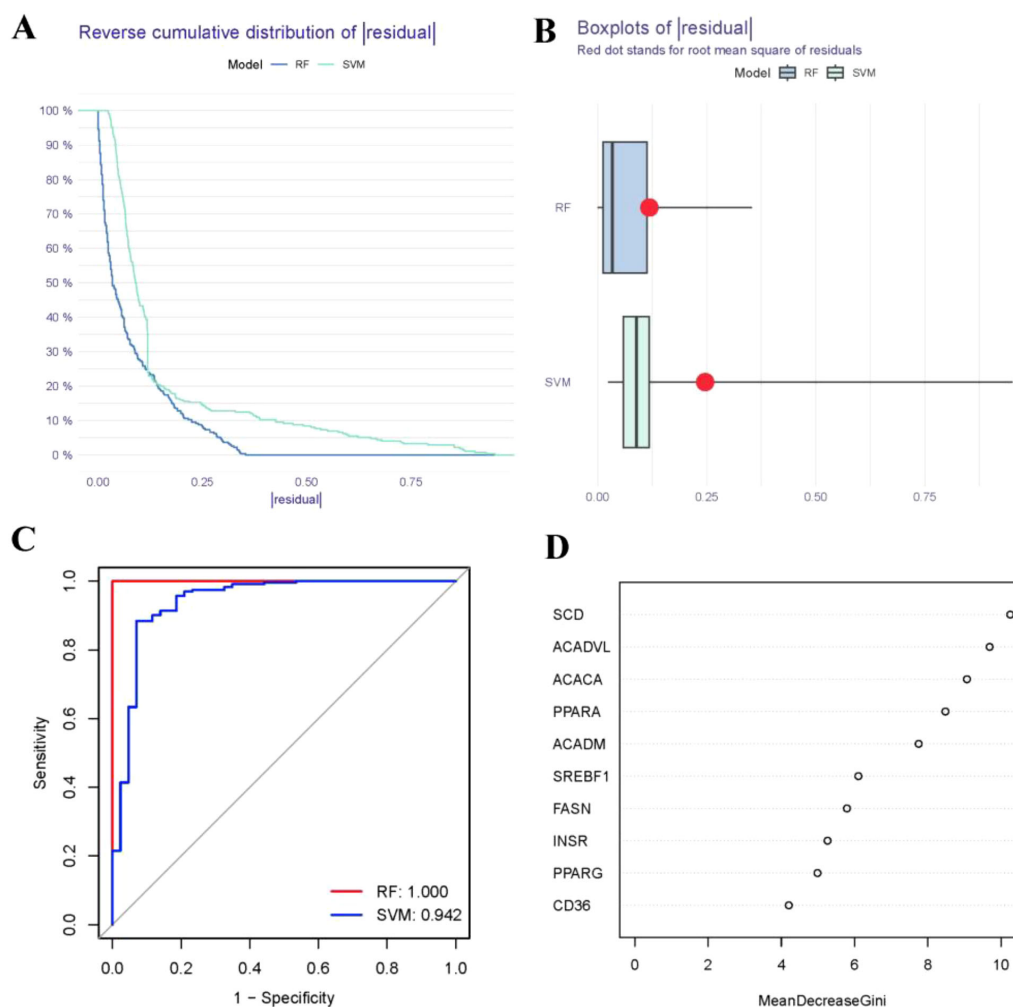 A
Reverse cumulative distribution of |residual|
Model RF SVM
100 %
90 %
80 %
70 %
60 %
50 %
40 %
30 %
20 %
10 %
0 %
0.00 0.25 0.50 0.75
|residual|
B
Boxplots of |residual|
Red dot stands for root mean square of residuals
Model RF SVM
RF
SVM
0.00 0.25 0.50 0.75
C
Sensitivity
1.0
0.8
0.6
0.4
0.2
0.0
RF: 1.000
SVM: 0.942
0.0 0.2 0.4 0.6 0.8 1.0
1 − Specificity
D
SCD
ACADVL
ACACA
PPARA
ACADM
SREBF1
FASN
INSR
PPARG
CD36
0 2 4 6 8 10
MeanDecreaseGini